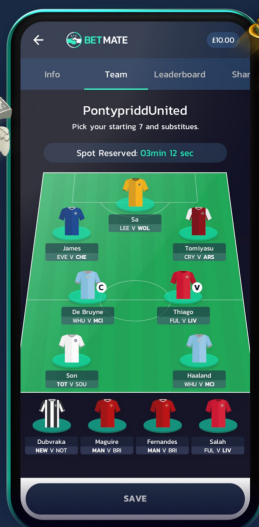 BETMATE
£10.00
Info Team Leaderboard Shar
PontypriddUnited
Pick your starting 7 and substitues.
Spot Reserved: 03min 12 sec
Sa
LEE V WOL
James
EVE V CHE
Tomiyasu
CRY V ARS
C
V
De Bruyne
WHU V MCI
Thiago
FUL V LIV
Son
TOT V SOU
Haaland
WHU V MCI
Dubvraka
NEW V NOT
Maguire
MAN V BRI
Fernandes
MAN V BRI
Salah
FUL V LIV
SAVE